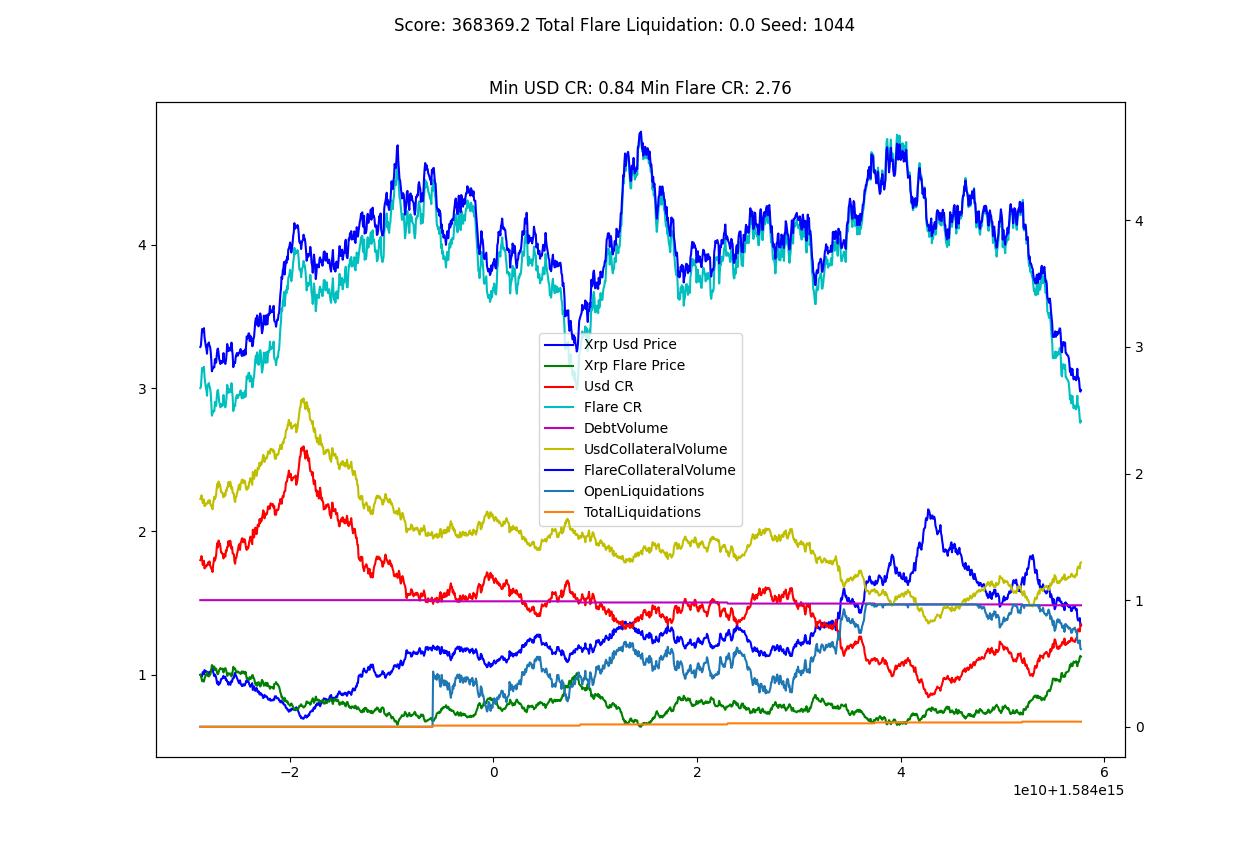 Score: 368369.2 Total Flare Liquidation: 0.0 Seed: 1044
Min USD CR: 0.84 Min Flare CR: 2.76
4
3
2
1
4
3
2
1
0
Xrp Usd Price
Xrp Flare Price
Usd CR
Flare CR
DebtVolume
UsdCollateralVolume
FlareCollateralVolume
OpenLiquidations
TotalLiquidations
−2 0 2 4 6
1e10+1.584e15